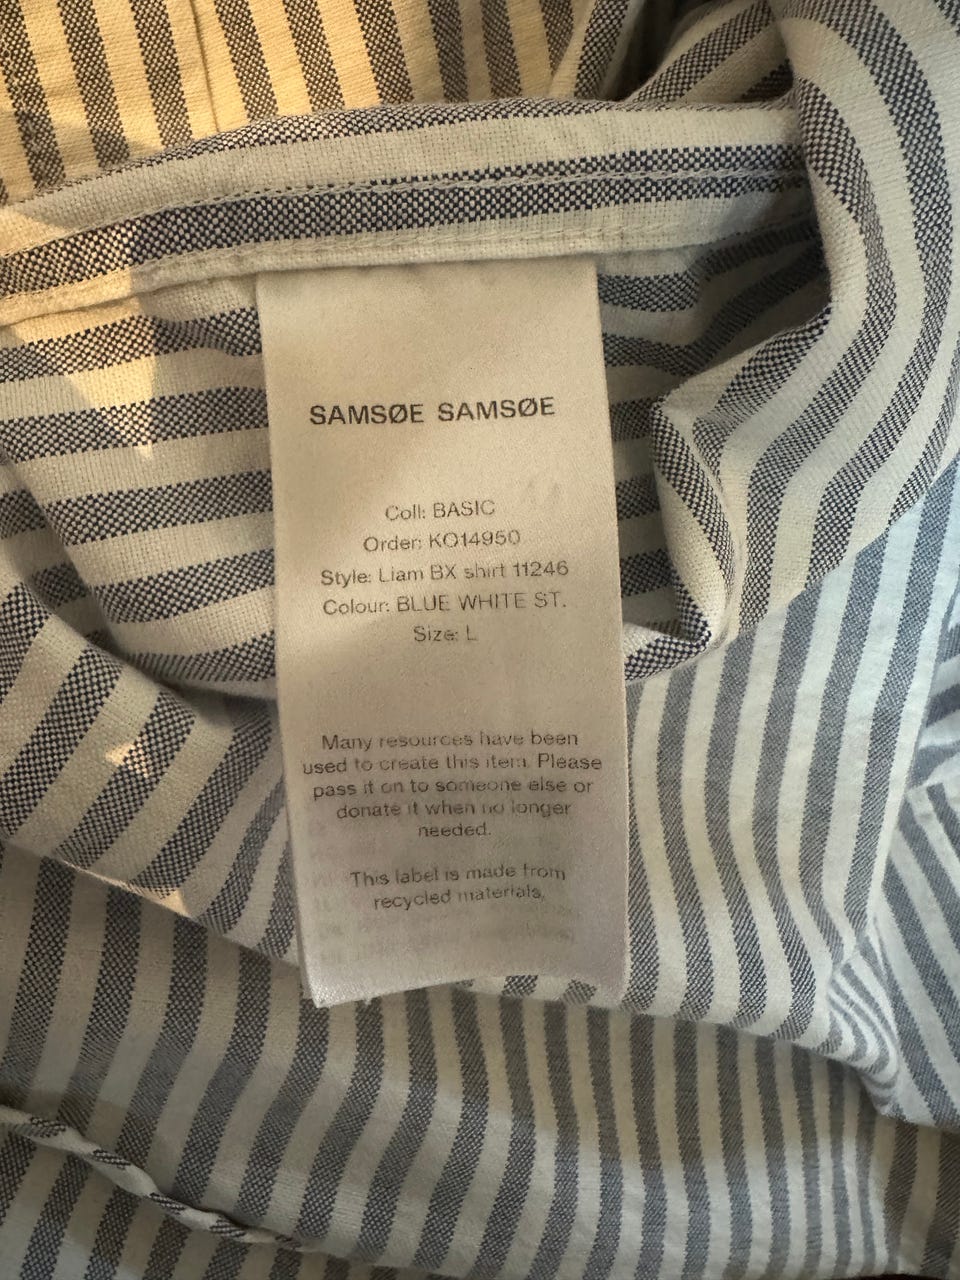 SAMSØE SAMSØE
Coll: BASIC
Order: KO14950
Style: Liam BX shirt 11246
Colour: BLUE WHITE ST.
Size: L
Many resources have been
used to create this item. Please
pass it on to someone else or
donate it when no longer
needed.
This label is made from
recycled materials.